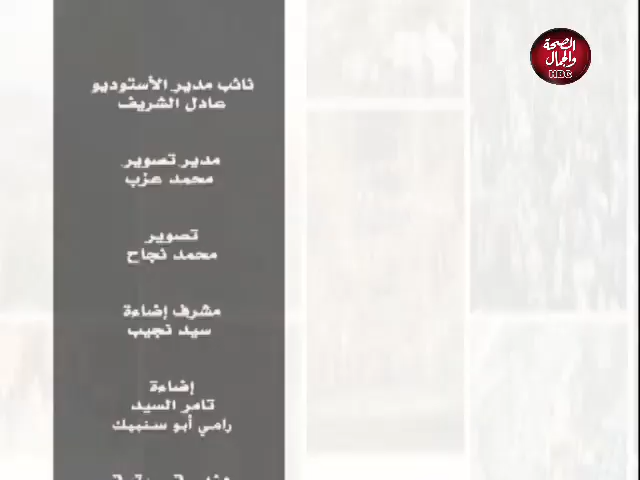 الصحة
والجمال
HBC
نائب مدير الأستوديو
عادل الشريف
مدير تصوير
محمد عزب
تصوير
محمد نجاح
مشرف إضاءة
سيد نجيب
إضاءة
تامر السيد
رامي أبو سنبيك